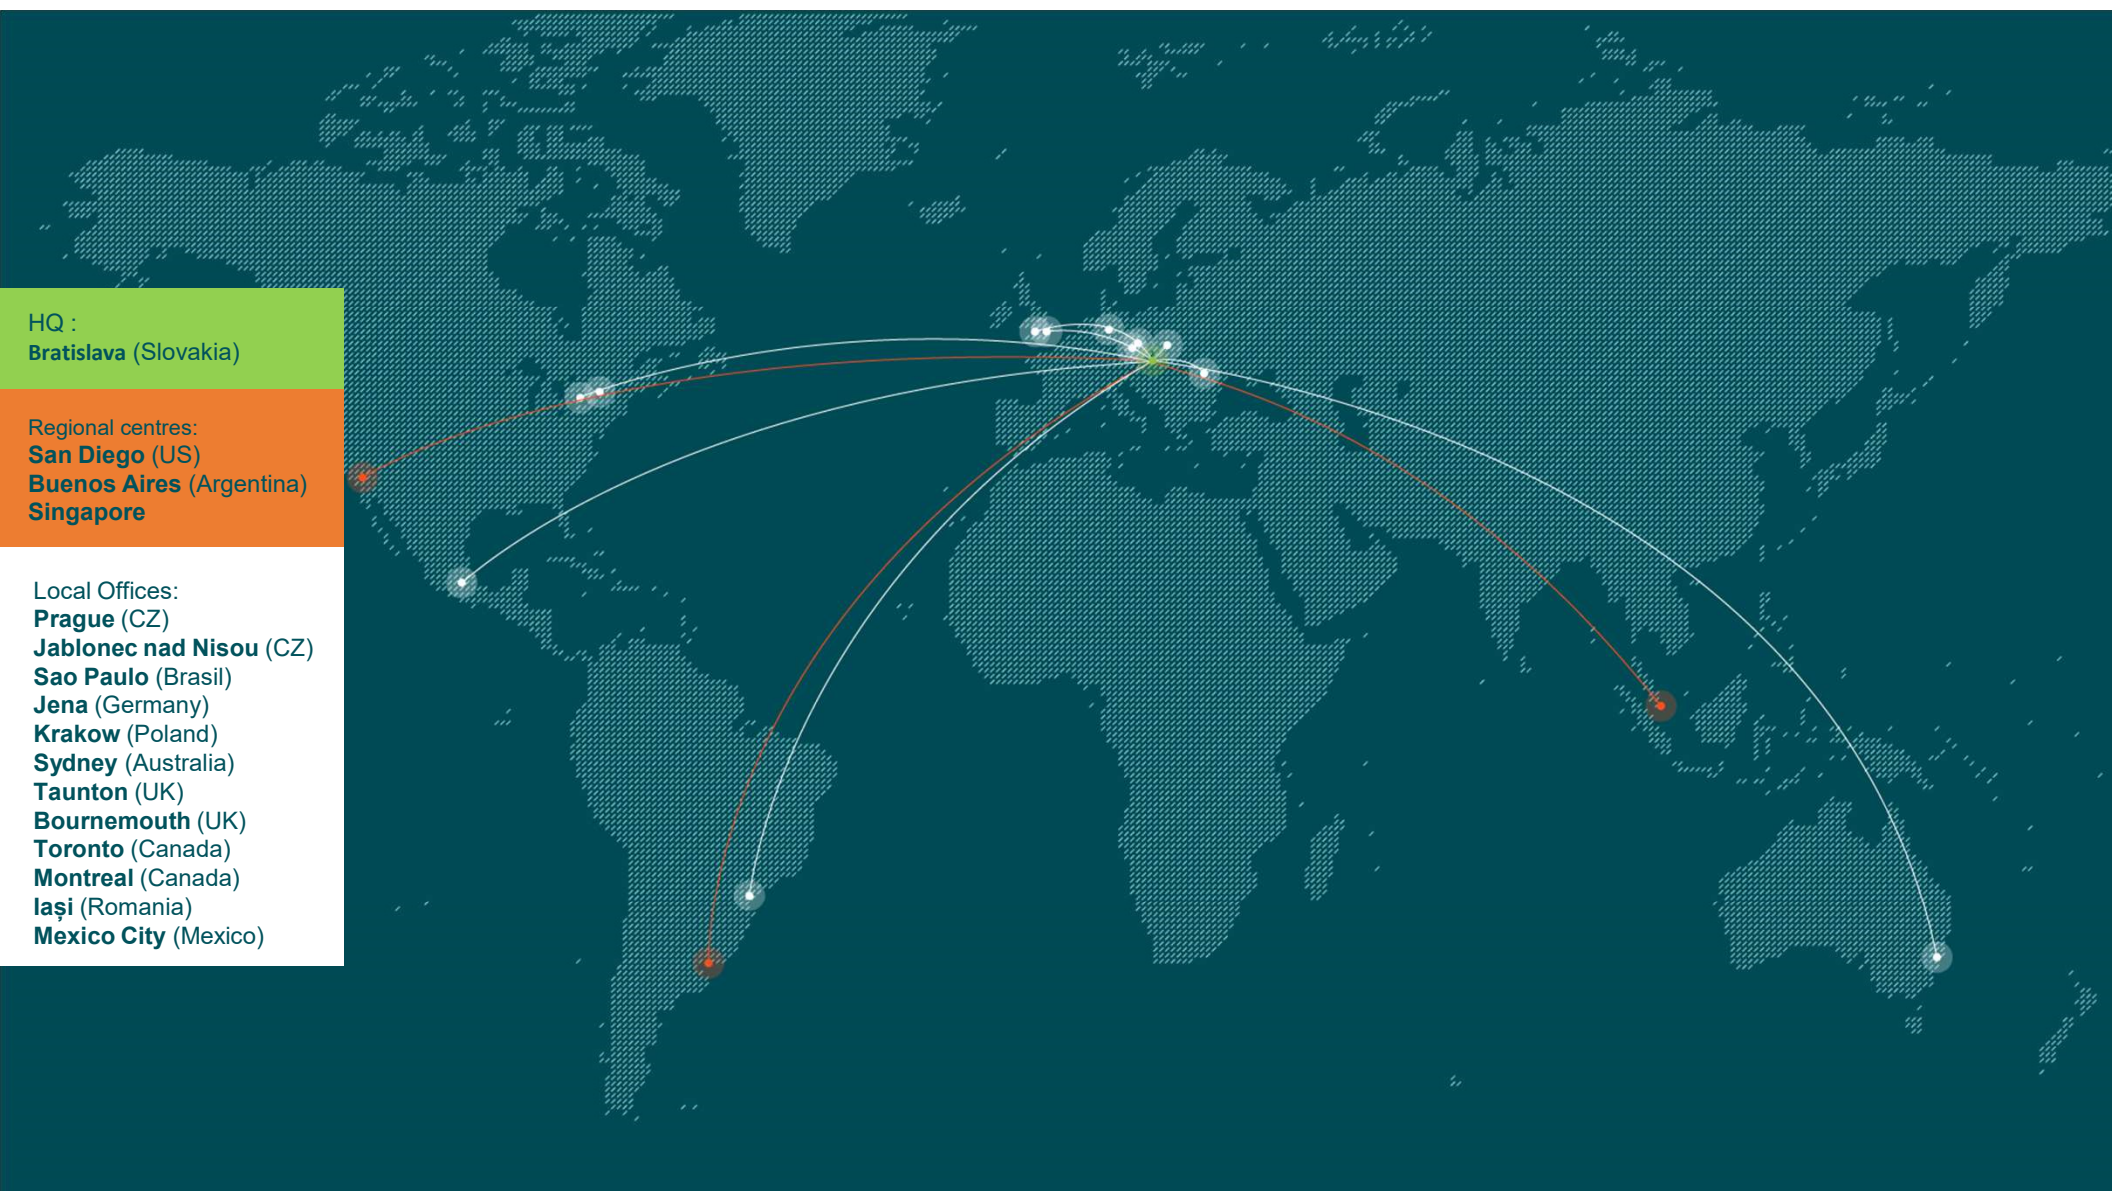 HQ :
Bratislava (Slovakia)
Regional centres:
San Diego (US)
Buenos Aires (Argentina)
Singapore
Local Offices:
Prague (CZ)
Jablonec nad Nisou (CZ)
Sao Paulo (Brasil)
Jena (Germany)
Krakow (Poland)
Sydney (Australia)
Taunton (UK)
Bournemouth (UK)
Toronto (Canada)
Montreal (Canada)
Iași (Romania)
Mexico City (Mexico)